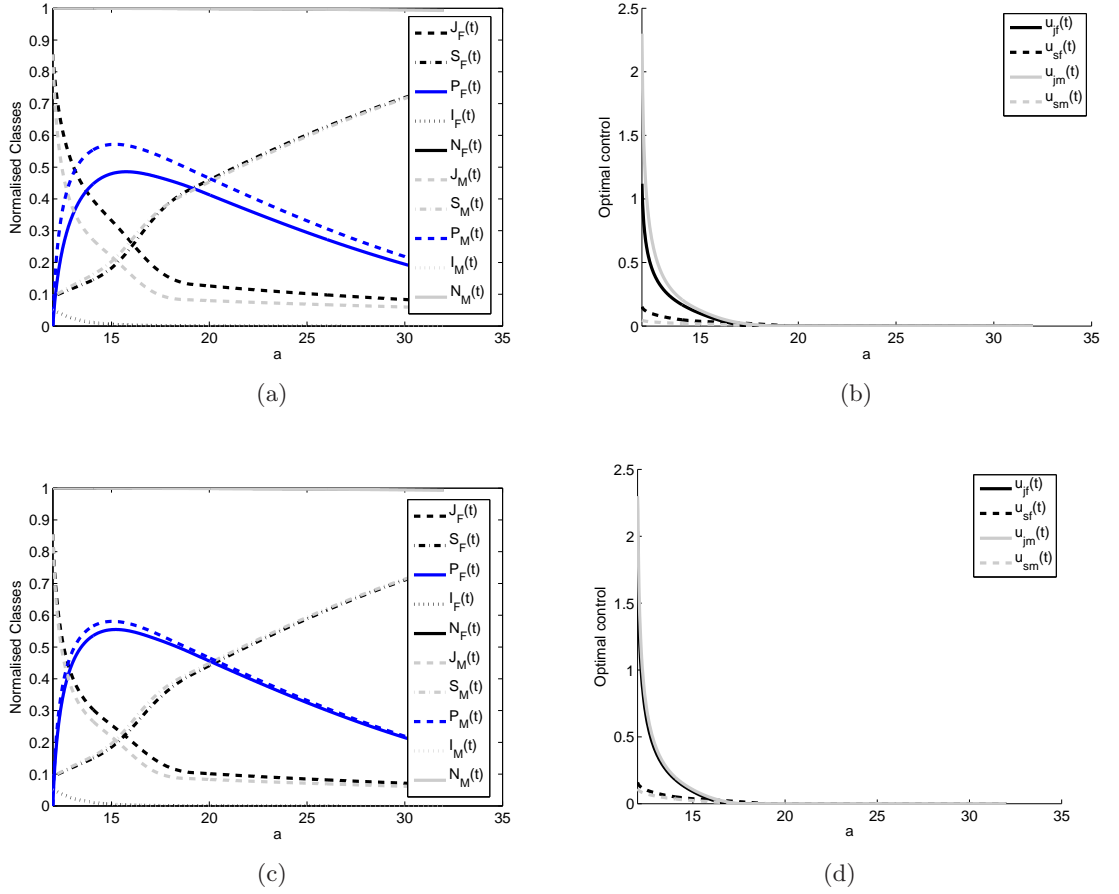 1
0.9
0.8
0.7
0.6
0.5
0.4
0.3
0.2
0.1
0
Normalised Classes
15 20 25 30 35
a
J_F(t)
S_F(t)
P_F(t)
I_F(t)
N_F(t)
J_M(t)
S_M(t)
P_M(t)
I_M(t)
N_M(t)
(a)
2.5
2
1.5
1
0.5
0
Optimal control
15 20 25 30 35
a
u_jf(t)
u_sf(t)
u_jm(t)
u_sm(t)
(b)
1
0.9
0.8
0.7
0.6
0.5
0.4
0.3
0.2
0.1
0
Normalised Classes
15 20 25 30 35
a
J_F(t)
S_F(t)
P_F(t)
I_F(t)
N_F(t)
J_M(t)
S_M(t)
P_M(t)
I_M(t)
N_M(t)
(c)
2.5
2
1.5
1
0.5
0
Optimal control
15 20 25 30 35
a
u_jf(t)
u_sf(t)
u_jm(t)
u_sm(t)
(d)